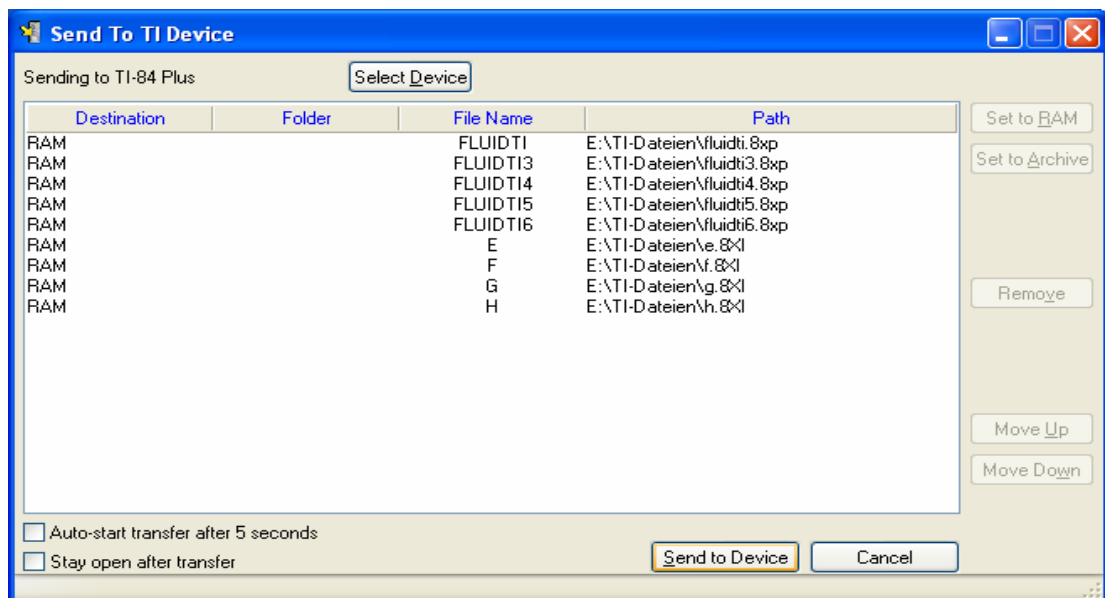 Send To TI Device
Sending to TI-84 Plus Select Device
Destination Folder File Name Path Set to RAM
RAM FLUIDTI E:\TI-Dateien\fluidti.8xp
RAM FLUIDTI3 E:\TI-Dateien\fluidti3.8xp Set to Archive
RAM FLUIDTI4 E:\TI-Dateien\fluidti4.8xp
RAM FLUIDTI5 E:\TI-Dateien\fluidti5.8xp
RAM FLUIDTI6 E:\TI-Dateien\fluidti6.8xp
RAM E E:\TI-Dateien\e.8Xl
RAM F E:\TI-Dateien\f.8Xl
RAM G E:\TI-Dateien\g.8Xl Remove
RAM H E:\TI-Dateien\h.8Xl
Move Up
Move Down
Auto-start transfer after 5 seconds
Stay open after transfer Send to Device Cancel